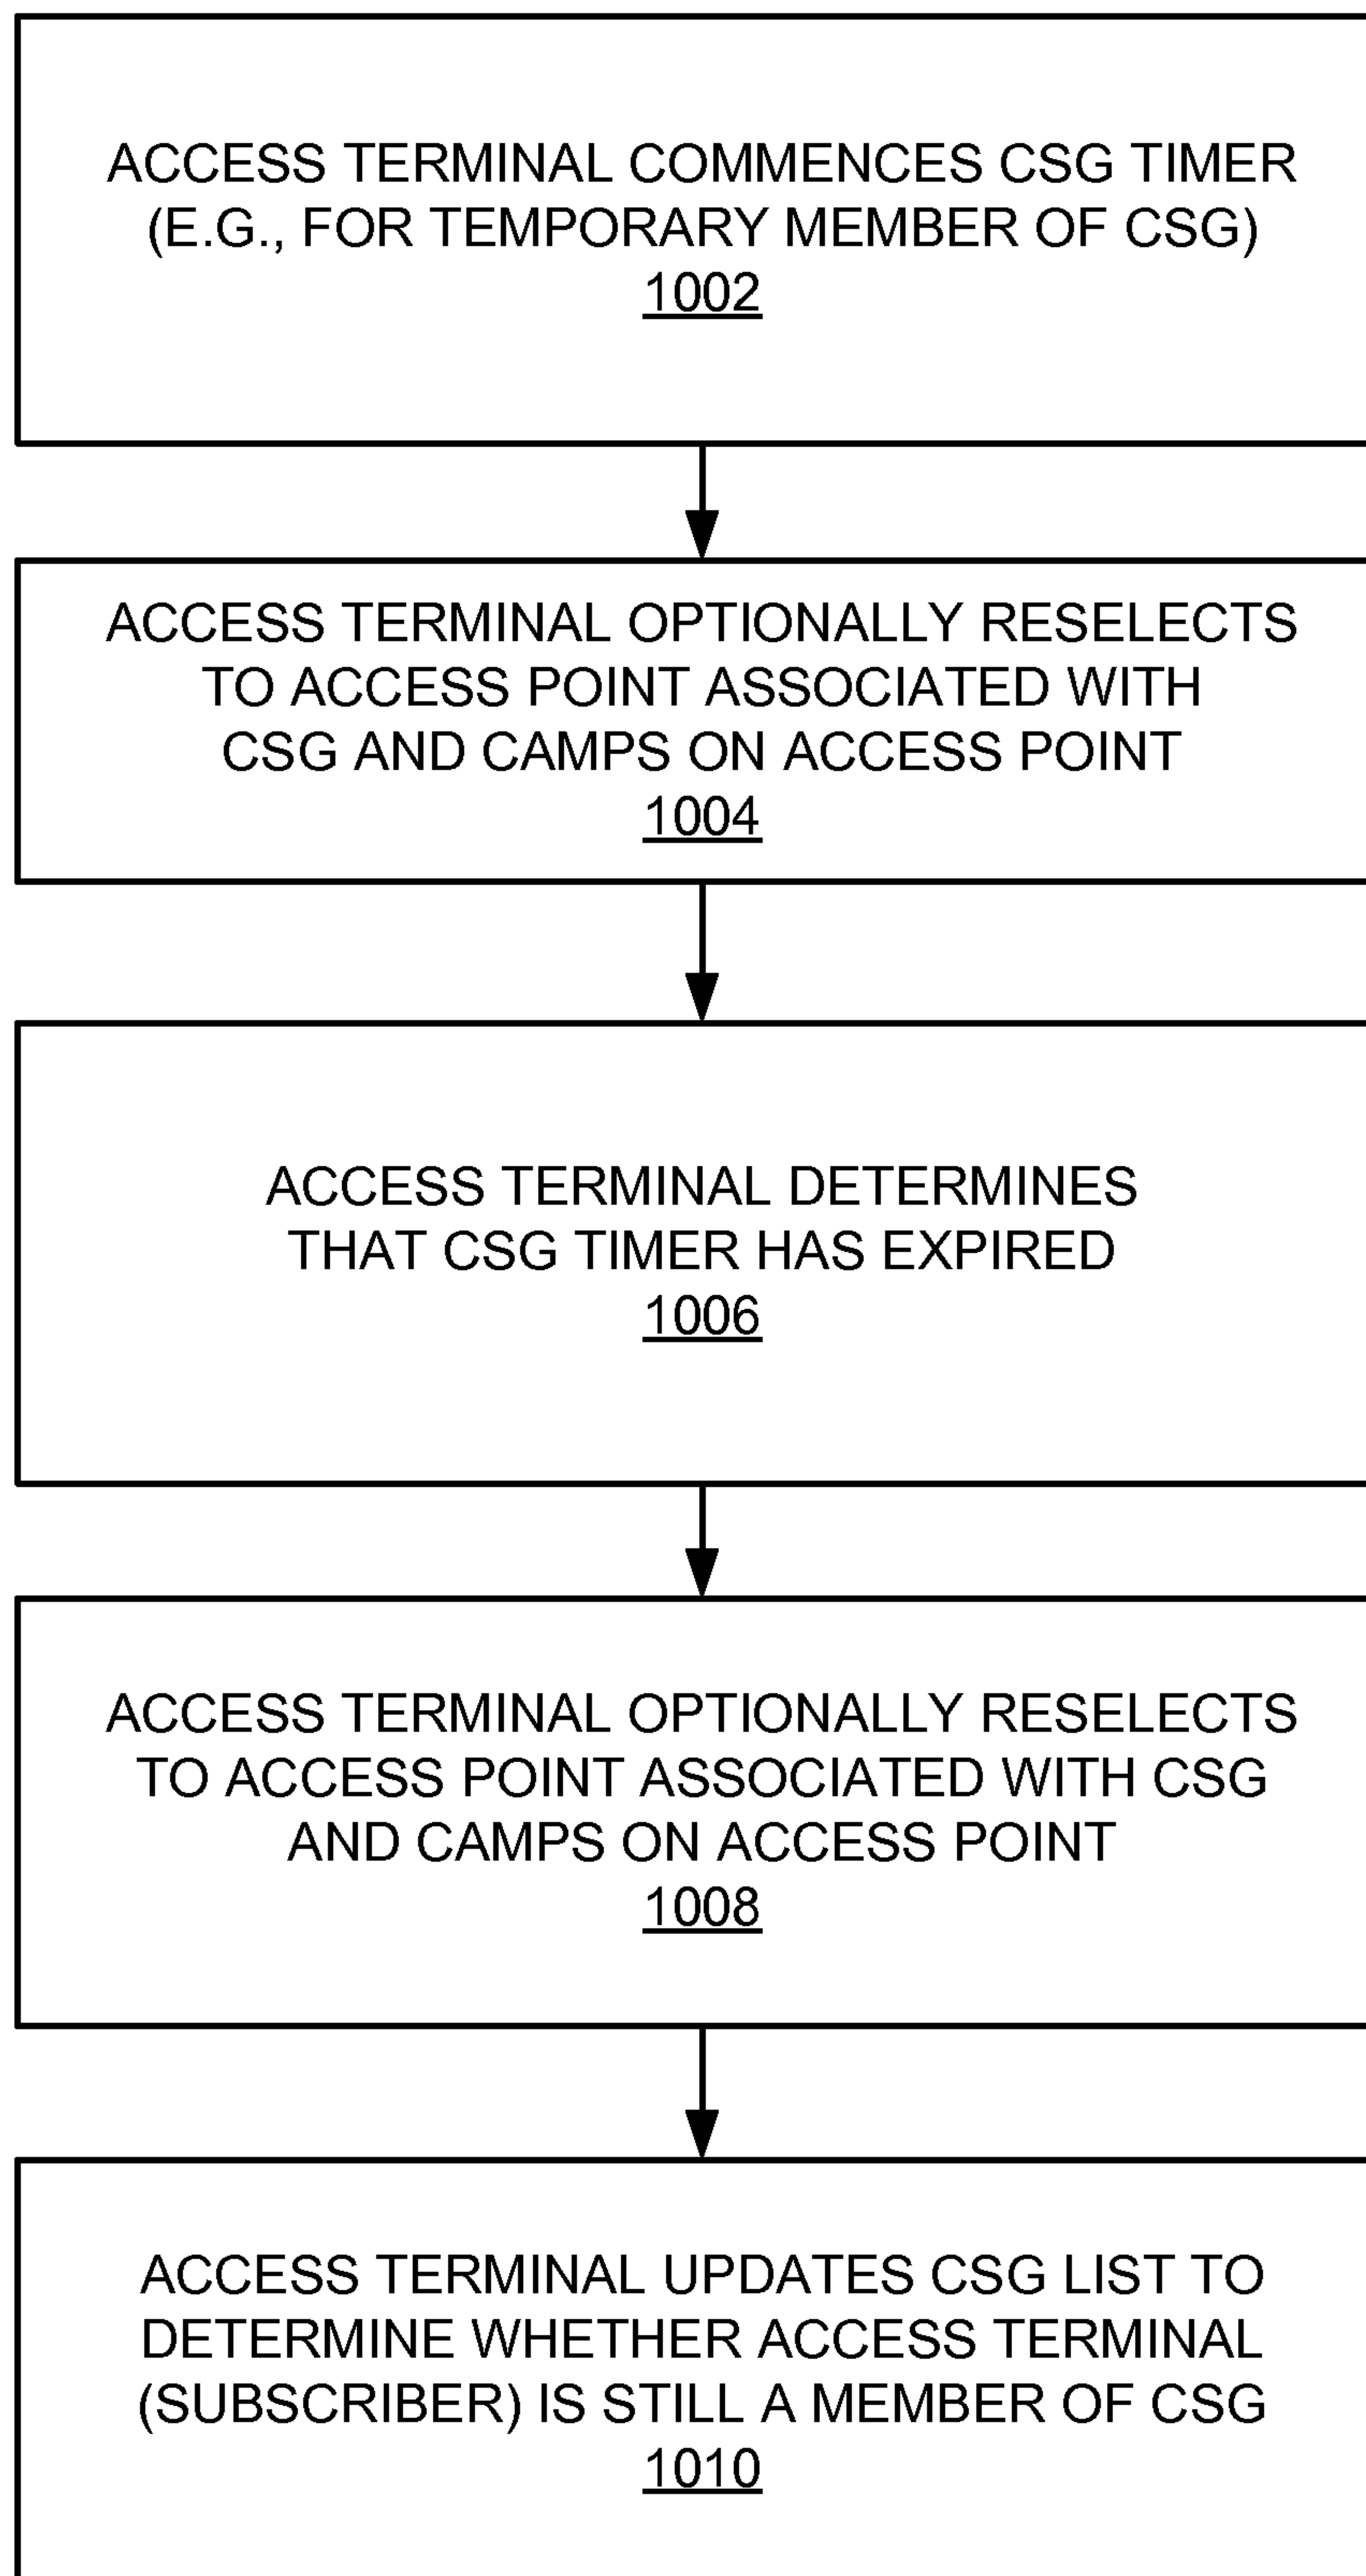 ACCESS TERMINAL COMMENCES CSG TIMER
(E.G., FOR TEMPORARY MEMBER OF CSG)
1002
ACCESS TERMINAL OPTIONALLY RESELECTS
TO ACCESS POINT ASSOCIATED WITH
CSG AND CAMPS ON ACCESS POINT
1004
ACCESS TERMINAL DETERMINES
THAT CSG TIMER HAS EXPIRED
1006
ACCESS TERMINAL OPTIONALLY RESELECTS
TO ACCESS POINT ASSOCIATED WITH CSG
AND CAMPS ON ACCESS POINT
1008
ACCESS TERMINAL UPDATES CSG LIST TO
DETERMINE WHETHER ACCESS TERMINAL
(SUBSCRIBER) IS STILL A MEMBER OF CSG
1010